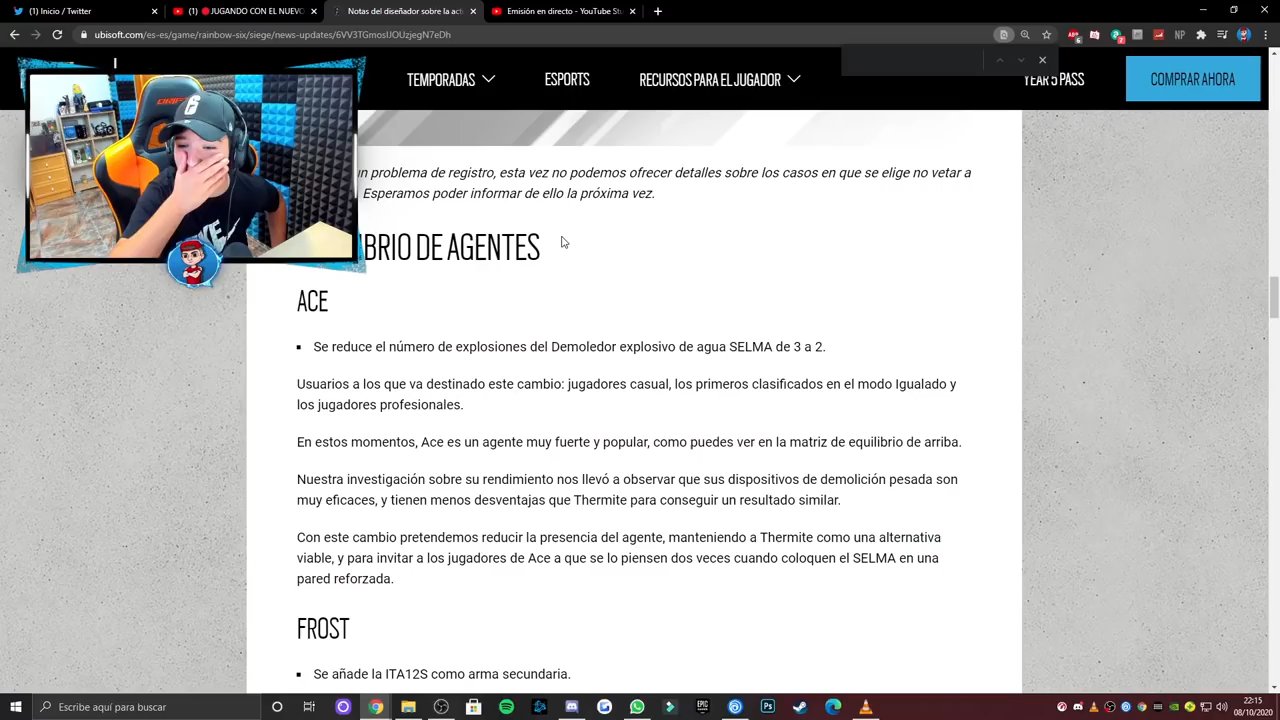 (1) Inicio / Twitter
(1) 🔴 JUGANDO CON EL NUEVO
Notas del diseñador sobre la acti
Emisión en directo - YouTube Stu
ubisoft.com/es-es/game/rainbow-six/siege/news-updates/6VV3TGmosUOUzjegN7eDh
TEMPORADAS
ESPORTS
RECURSOS PARA EL JUGADOR
YEAR 5 PASS
COMPRAR AHORA
un problema de registro, esta vez no podemos ofrecer detalles sobre los casos en que se elige no vetar a
Esperamos poder informar de ello la próxima vez.
IBRIO DE AGENTES
ACE
▪ Se reduce el número de explosiones del Demoledor explosivo de agua SELMA de 3 a 2.
Usuarios a los que va destinado este cambio: jugadores casual, los primeros clasificados en el modo Igualado y
los jugadores profesionales.
En estos momentos, Ace es un agente muy fuerte y popular, como puedes ver en la matriz de equilibrio de arriba.
Nuestra investigación sobre su rendimiento nos llevó a observar que sus dispositivos de demolición pesada son
muy eficaces, y tienen menos desventajas que Thermite para conseguir un resultado similar.
Con este cambio pretendemos reducir la presencia del agente, manteniendo a Thermite como una alternativa
viable, y para invitar a los jugadores de Ace a que se lo piensen dos veces cuando coloquen el SELMA en una
pared reforzada.
FROST
▪ Se añade la ITA12S como arma secundaria.
Escribe aquí para buscar
22:15
08/10/2020